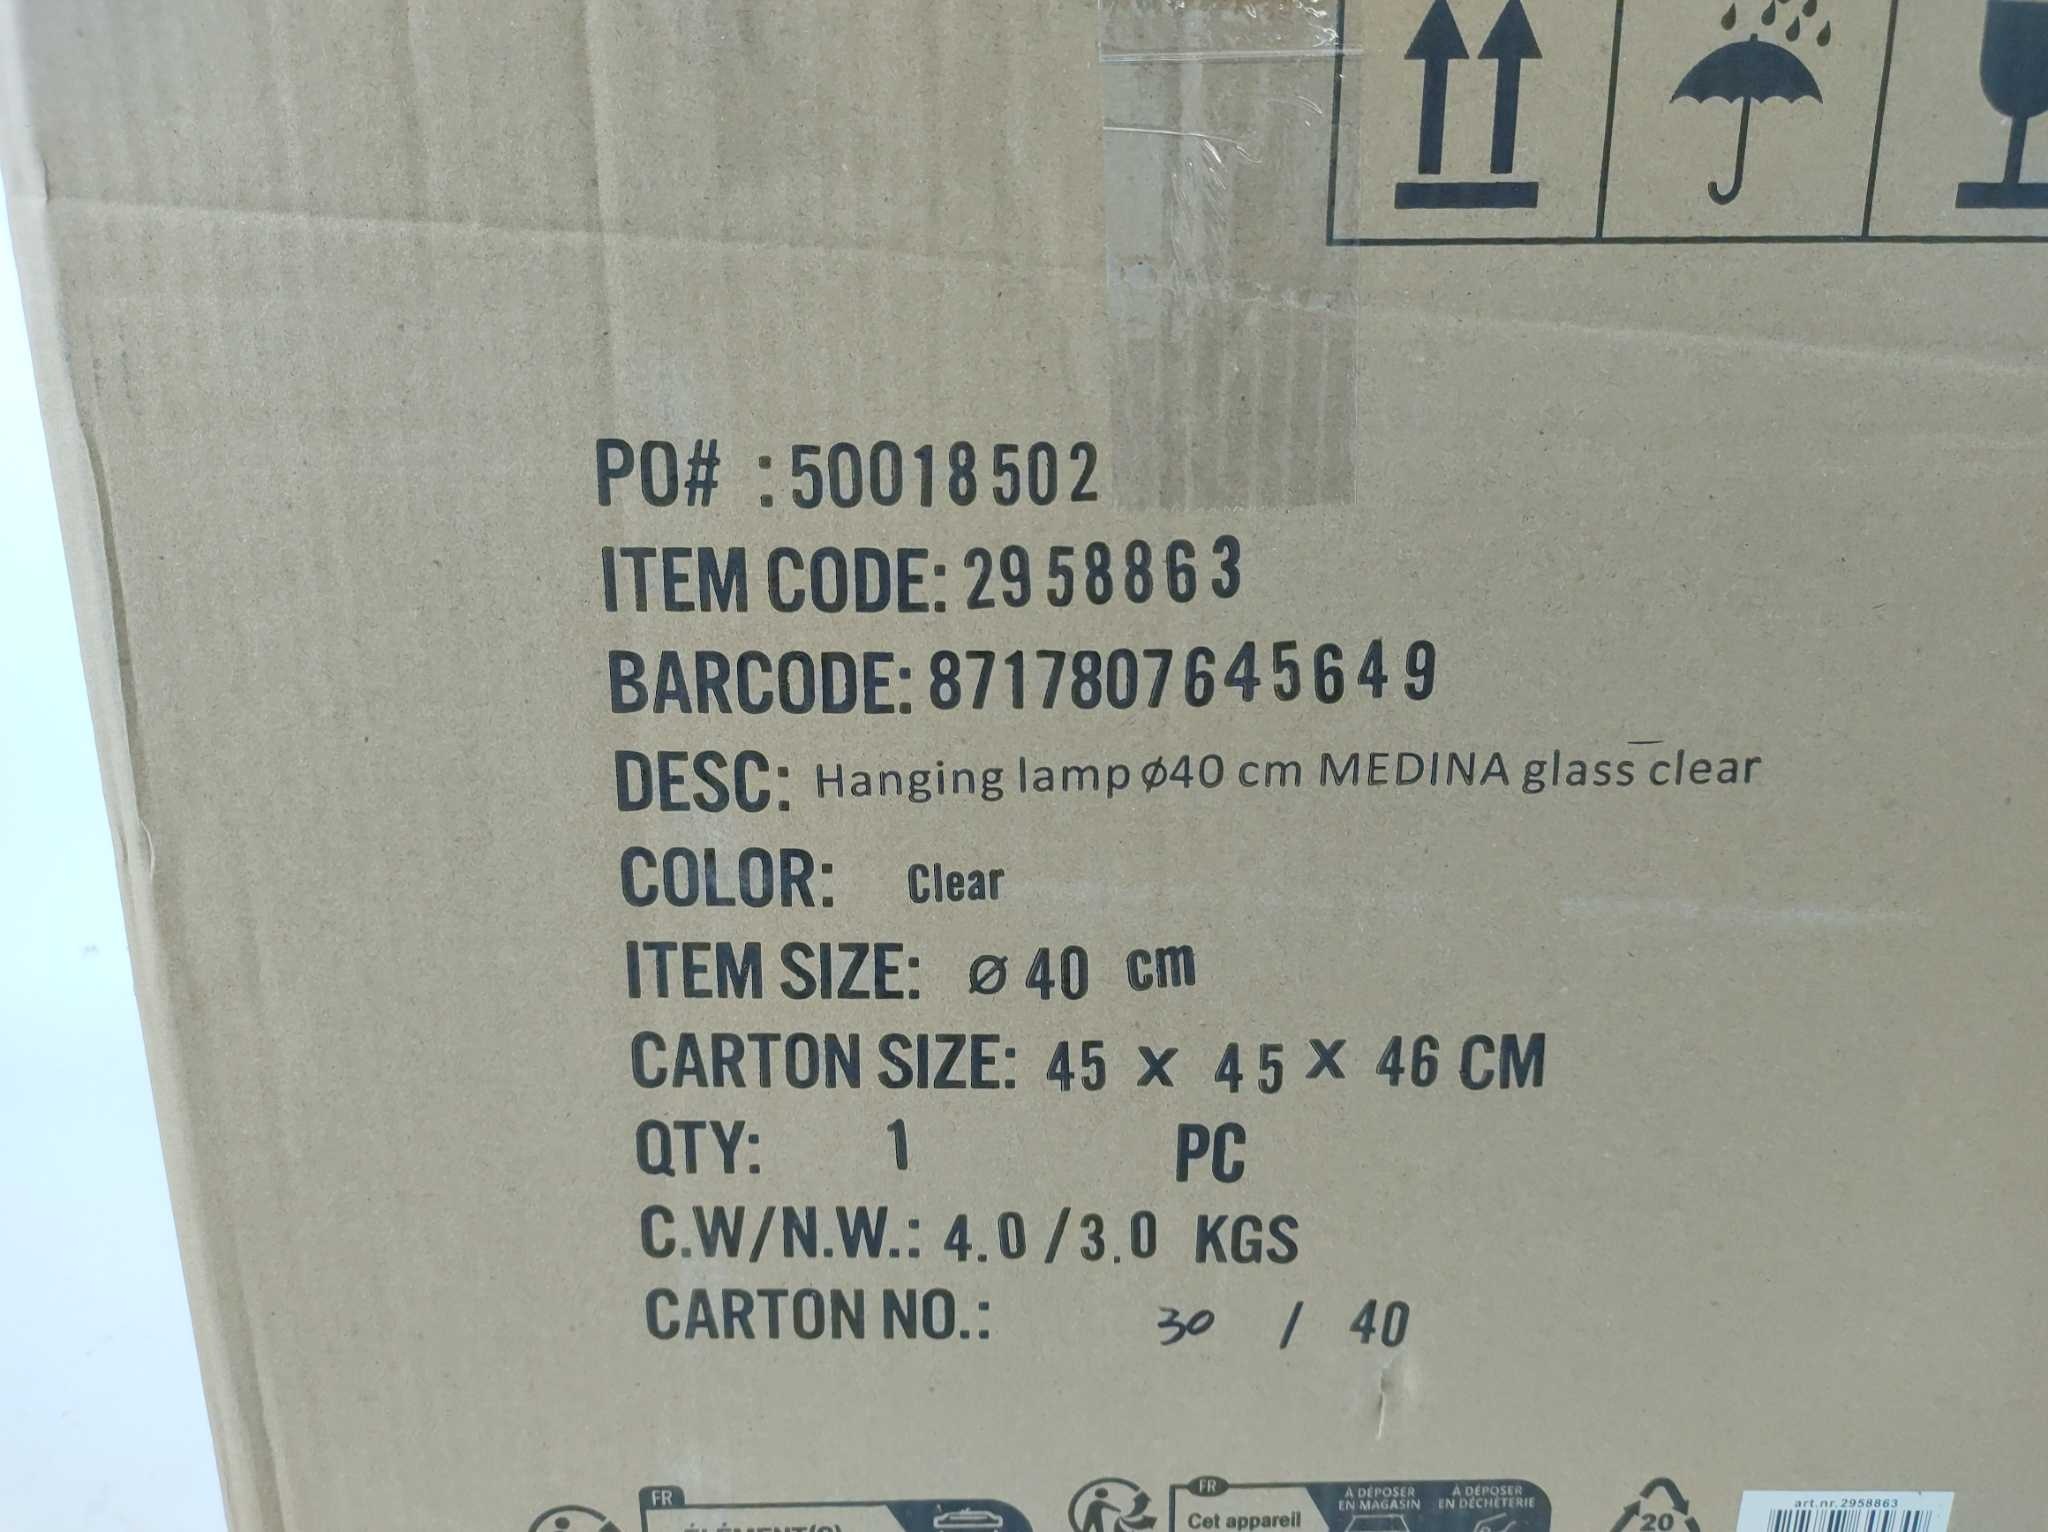 PO# :50018502
ITEM CODE: 2958863
BARCODE: 8717807645649
DESC: Hanging lamp ø40 cm MEDINA glass clear
COLOR: Clear
ITEM SIZE: ø 40 cm
CARTON SIZE: 45 x 45 x 46 CM
QTY: 1 PC
C.W/N.W.: 4.0/3.0 KGS
CARTON NO.: 30 / 40
FR
FR
Cet appareil
À DÉPOSER EN MAGASIN
À DÉPOSER EN DÉCHÈTERIE
20
art.nr. 2958863